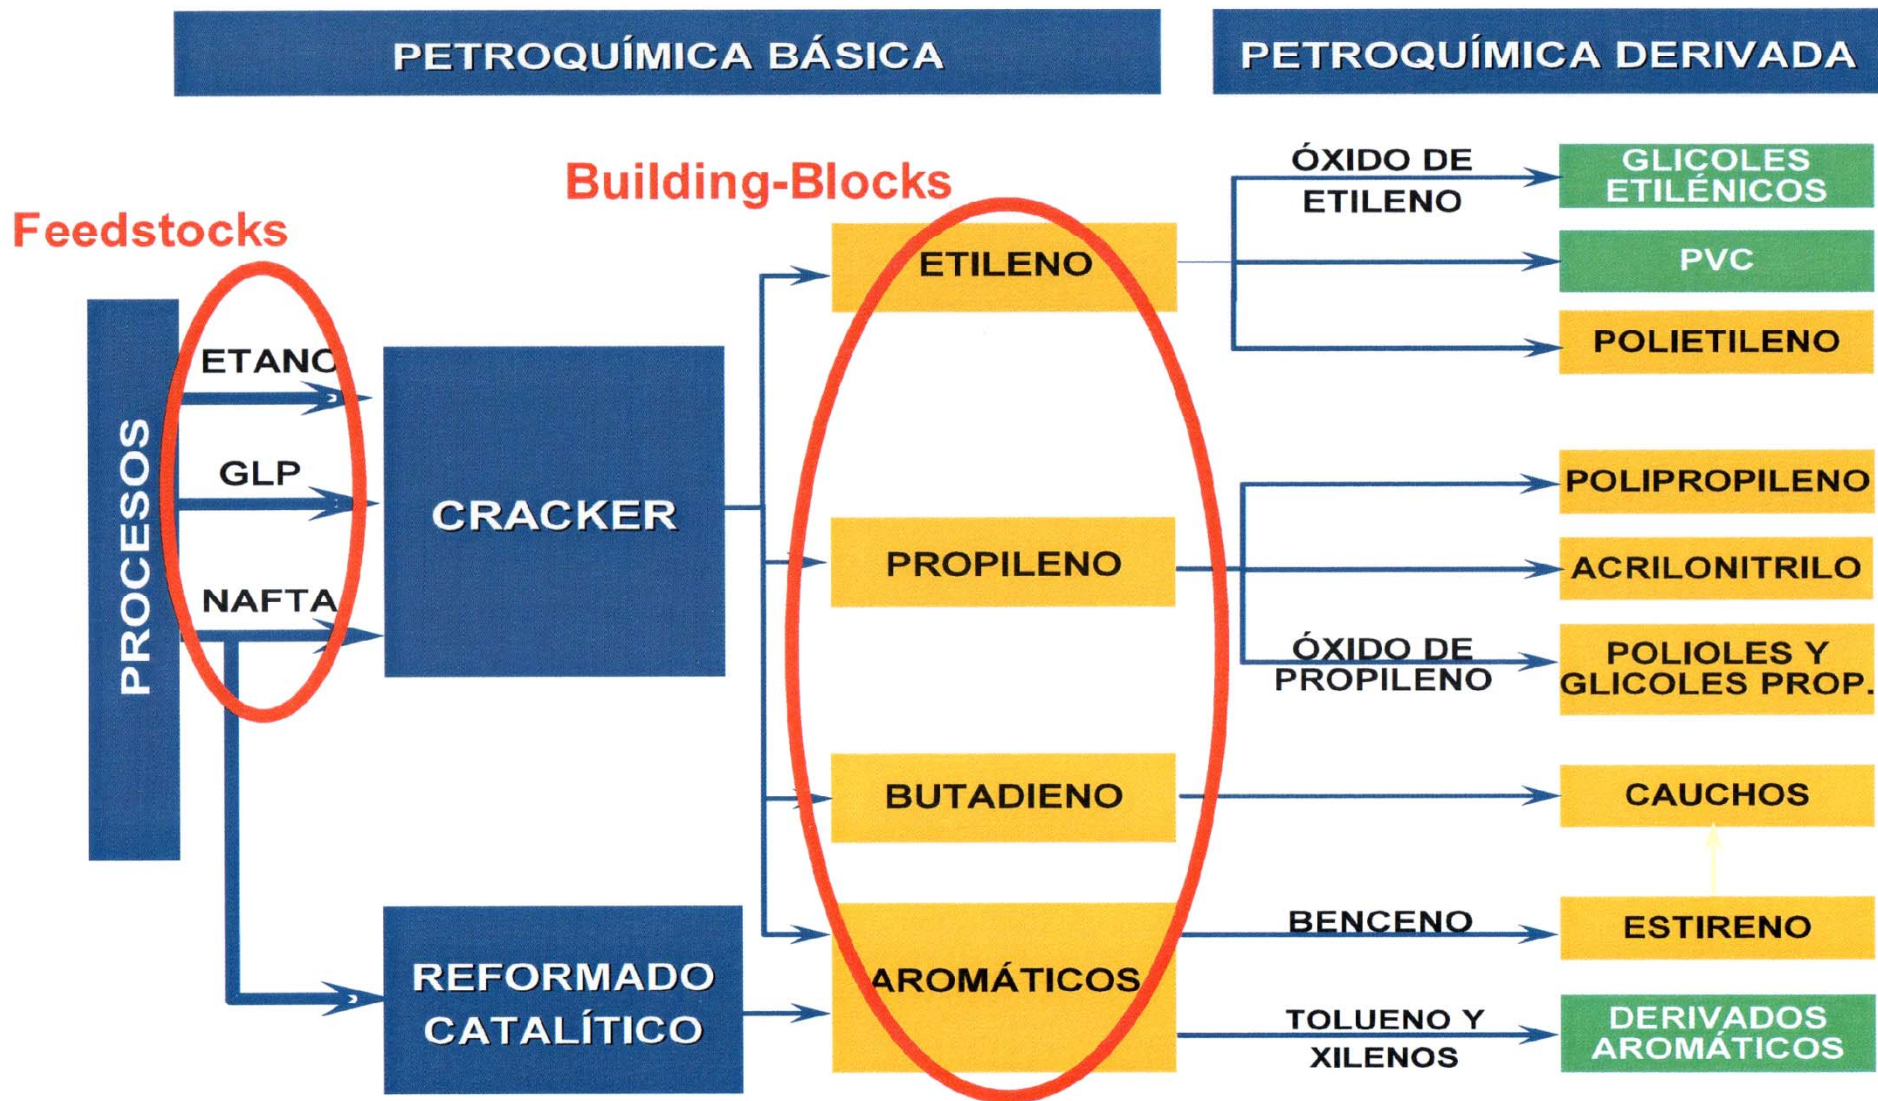 PETROQUÍMICA BÁSICA
PETROQUÍMICA DERIVADA
Feedstocks
Building-Blocks
PROCESOS
ETANO
GLP
NAFTA
CRACKER
REFORMADO
CATALÍTICO
ETILENO
PROPILENO
BUTADIENO
AROMÁTICOS
ÓXIDO DE
ETILENO
GLICOLES
ETILÉNICOS
PVC
POLIETILENO
POLIPROPILENO
ACRILONITRILO
ÓXIDO DE
PROPILENO
POLIOLES Y
GLICOLES PROP.
CAUCHOS
BENCENO
ESTIRENO
TOLUENO Y
XILENOS
DERIVADOS
AROMÁTICOS